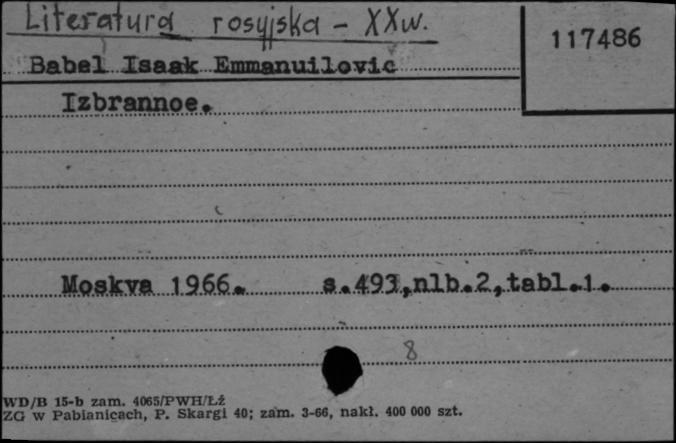 Literatura rosyjska - XXw.
117486
Babel Isaak Emmanuilovic
Izbrannoe.
Moskva 1966. s.493,nlb.2,tabl.1.
8
WD/B 15-b zam. 4065/PWH/Łź
ZG w Pabianicach, P. Skargi 40; zam. 3-66, nakł. 400 000 szt.